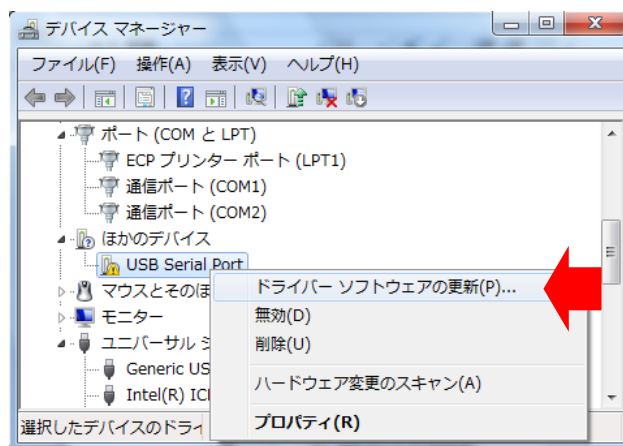 デバイス マネージャー
ファイル(F) 操作(A) 表示(V) ヘルプ(H)
ポート (COM と LPT)
ECP プリンター ポート (LPT1)
通信ポート (COM1)
通信ポート (COM2)
ほかのデバイス
USB Serial Port
ドライバー ソフトウェアの更新(P)...
マウスとそのほ
無効(D)
モニター
削除(U)
ユニバーサル シ
Generic US
ハードウェア変更のスキャン(A)
Intel(R) IC
プロパティ(R)
選択したデバイスのドライ